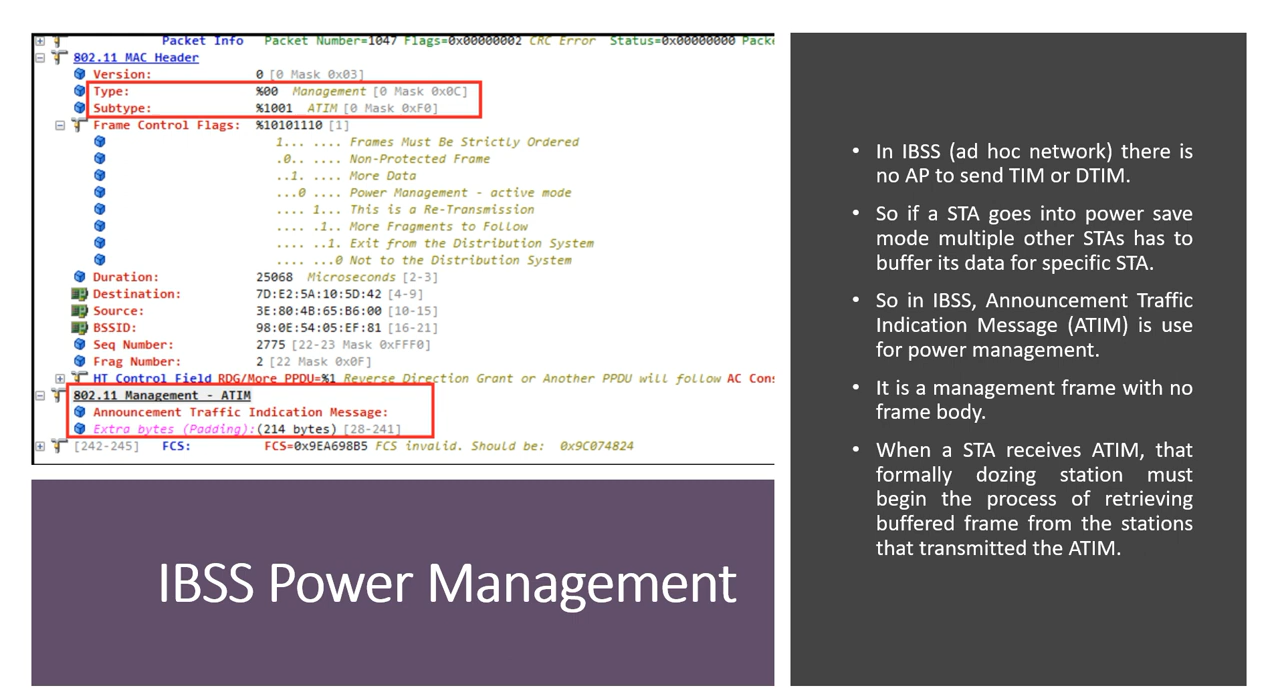 Packet Info Packet Number=1047 Flags=0x00000002 CRC Error Status=0x00000000 Packe
802.11 MAC Header
Version: 0 [0 Mask 0x03]
Type: %00 Management [0 Mask 0x0C]
Subtype: %1001 ATIM [0 Mask 0xF0]
Frame Control Flags: %10101110 [1]
1... .... Frames Must Be Strictly Ordered
.0.. .... Non-Protected Frame
..1. .... More Data
...0 .... Power Management - active mode
.... 1... This is a Re-Transmission
.... .1.. More Fragments to Follow
.... ..1. Exit from the Distribution System
.... ...0 Not to the Distribution System
Duration: 25068 Microseconds [2-3]
Destination: 7D:E2:5A:10:5D:42 [4-9]
Source: 3E:80:4B:65:B6:00 [10-15]
BSSID: 98:0E:54:05:EF:81 [16-21]
Seq Number: 2775 [22-23 Mask 0xFFF0]
Frag Number: 2 [22 Mask 0x0F]
HT Control Field RDG/More PPDU=%1 Reverse Direction Grant or Another PPDU will follow AC Cons
802.11 Management - ATIM
Announcement Traffic Indication Message:
Extra bytes (Padding):(214 bytes) [28-241]
[242-245] FCS: FCS=0x9EA698B5 FCS invalid. Should be: 0x9C074824
IBSS Power Management
• In IBSS (ad hoc network) there is
no AP to send TIM or DTIM.
• So if a STA goes into power save
mode multiple other STAs has to
buffer its data for specific STA.
• So in IBSS, Announcement Traffic
Indication Message (ATIM) is use
for power management.
• It is a management frame with no
frame body.
• When a STA receives ATIM, that
formally dozing station must
begin the process of retrieving
buffered frame from the stations
that transmitted the ATIM.